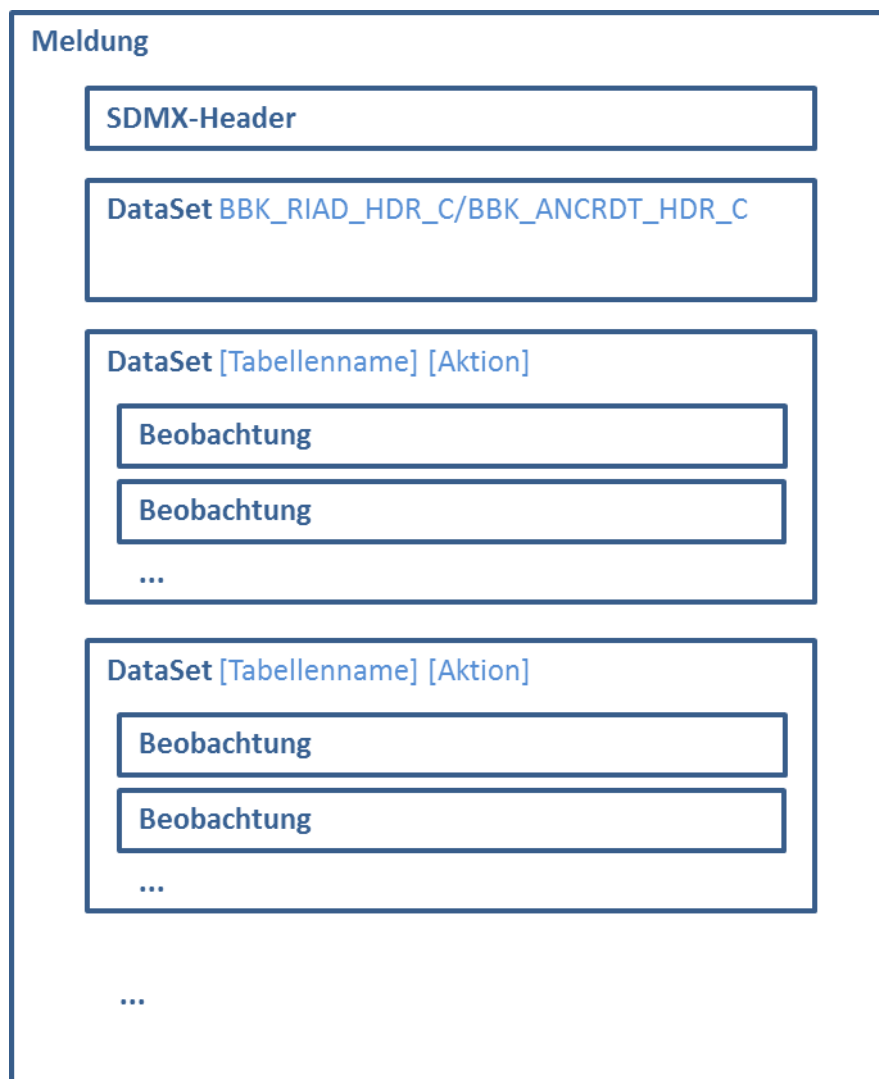 Meldung
SDMX-Header
DataSet BBK_RIAD_HDR_C/BBK_ANCRDT_HDR_C
DataSet [Tabellenname] [Aktion]
Beobachtung
Beobachtung
...
DataSet [Tabellenname] [Aktion]
Beobachtung
Beobachtung
...
...